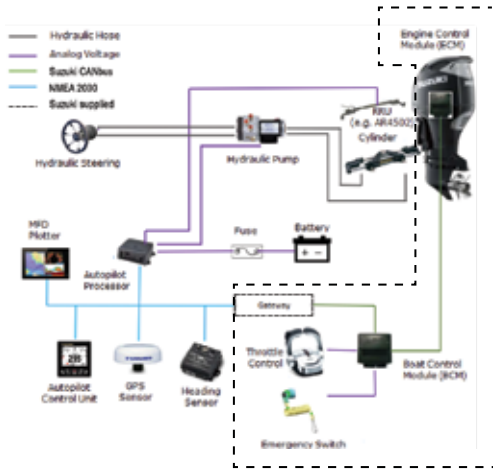 Hydraulic Hose
Analog Voltage
Suzuki CANbus
NMEA 2000
Suzuki supplied
Engine Control
Module (ECM)
SUZUKI
RRU
(e.g. AR4502)
Cylinder
Hydraulic Steering
Hydraulic Pump
MFD
Plotter
Autopilot
Processor
Fuse
Battery
Gateway
Throttle
Control
Boat Control
Module (BCM)
Autopilot
Control Unit
GPS
Sensor
Heading
Sensor
Emergency Switch